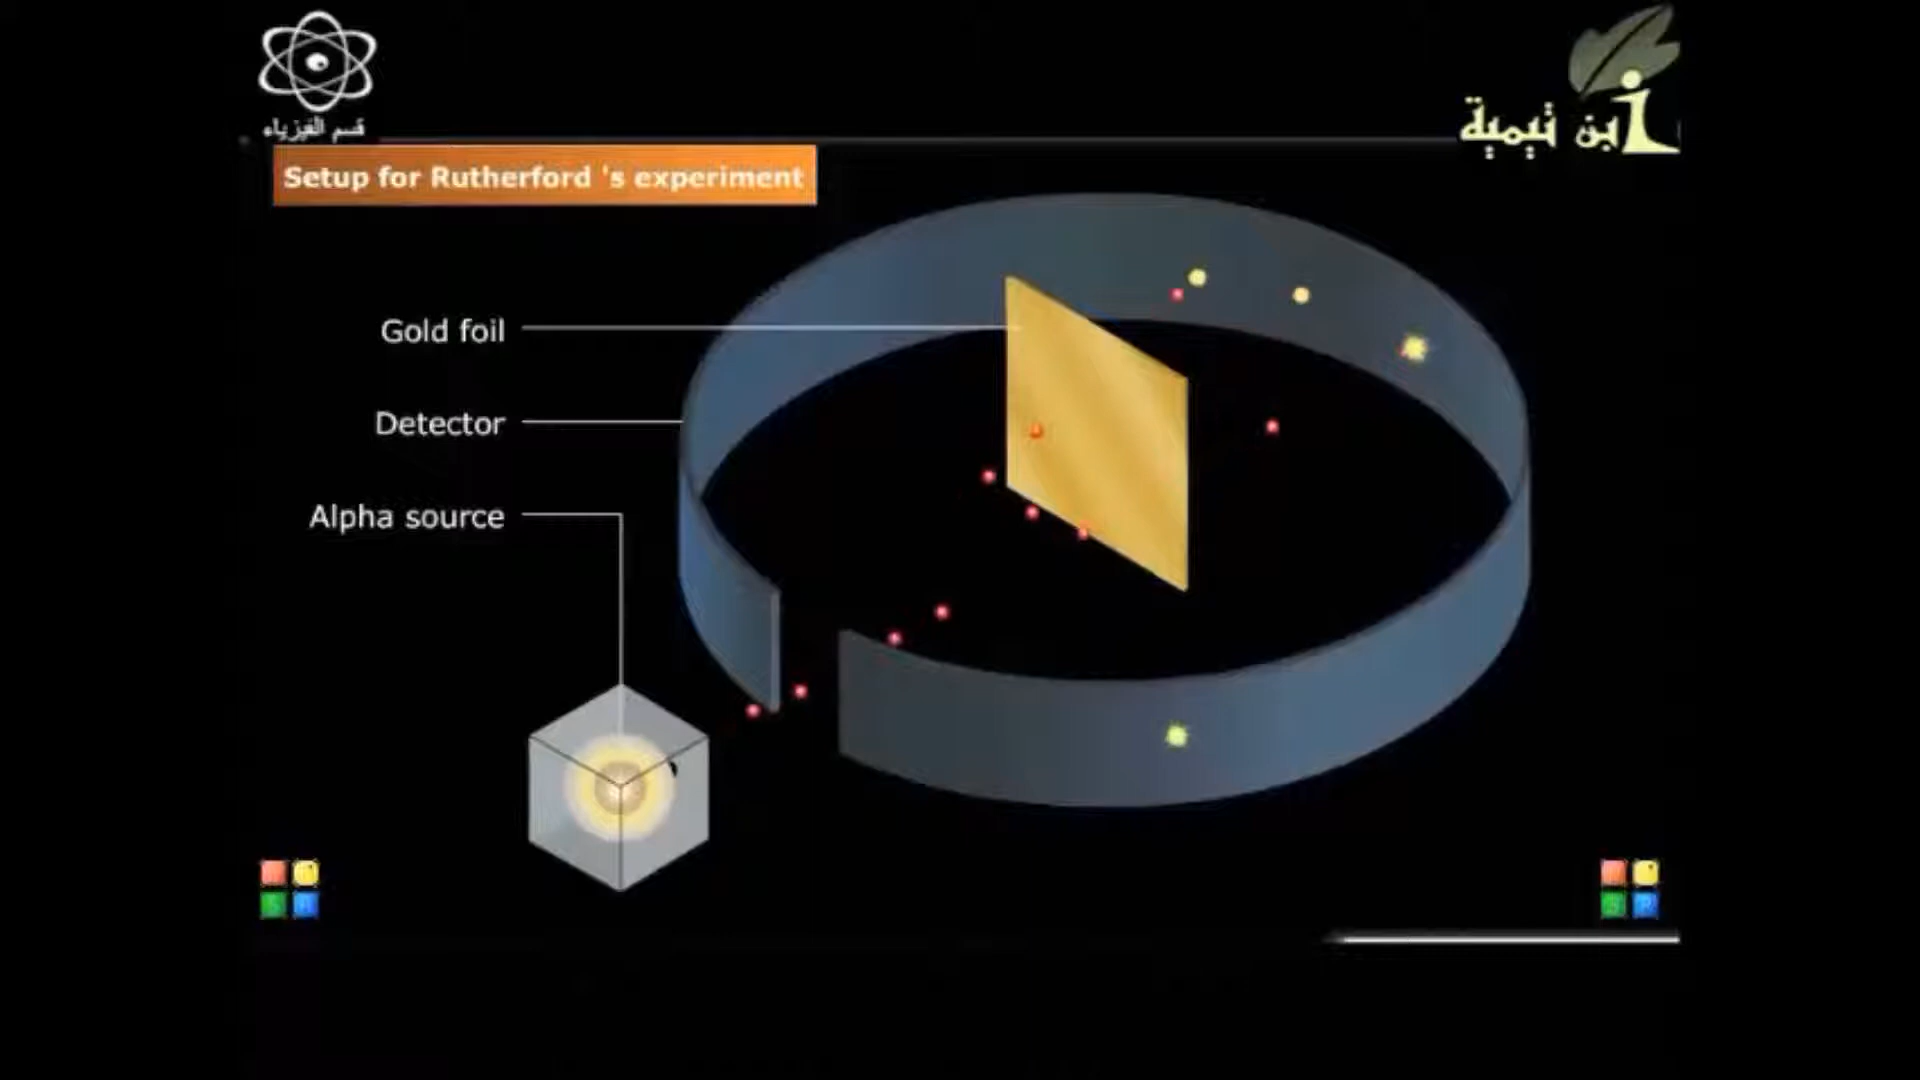 قسم الفيزياء
ابن تيمية
Setup for Rutherford 's experiment
Gold foil
Detector
Alpha source